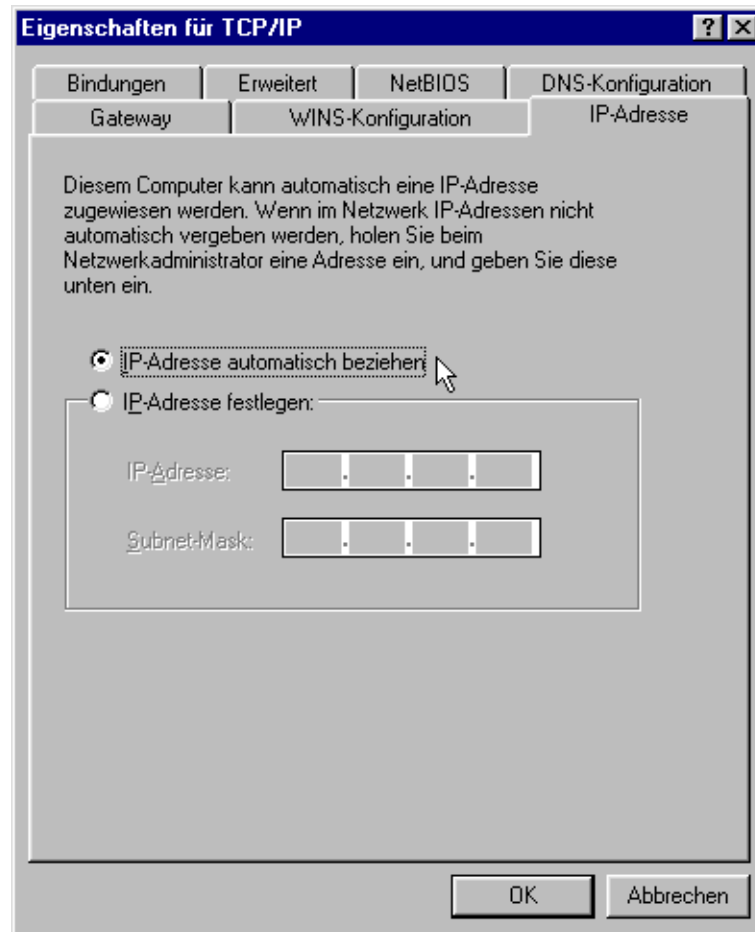 Eigenschaften für TCP/IP
Bindungen Erweitert NetBIOS DNS-Konfiguration
Gateway WINS-Konfiguration IP-Adresse
Diesem Computer kann automatisch eine IP-Adresse
zugewiesen werden. Wenn im Netzwerk IP-Adressen nicht
automatisch vergeben werden, holen Sie beim
Netzwerkadministrator eine Adresse ein, und geben Sie diese
unten ein.
IP-Adresse automatisch beziehen
IP-Adresse festlegen:
IP-Adresse:
Subnet-Mask:
OK Abbrechen